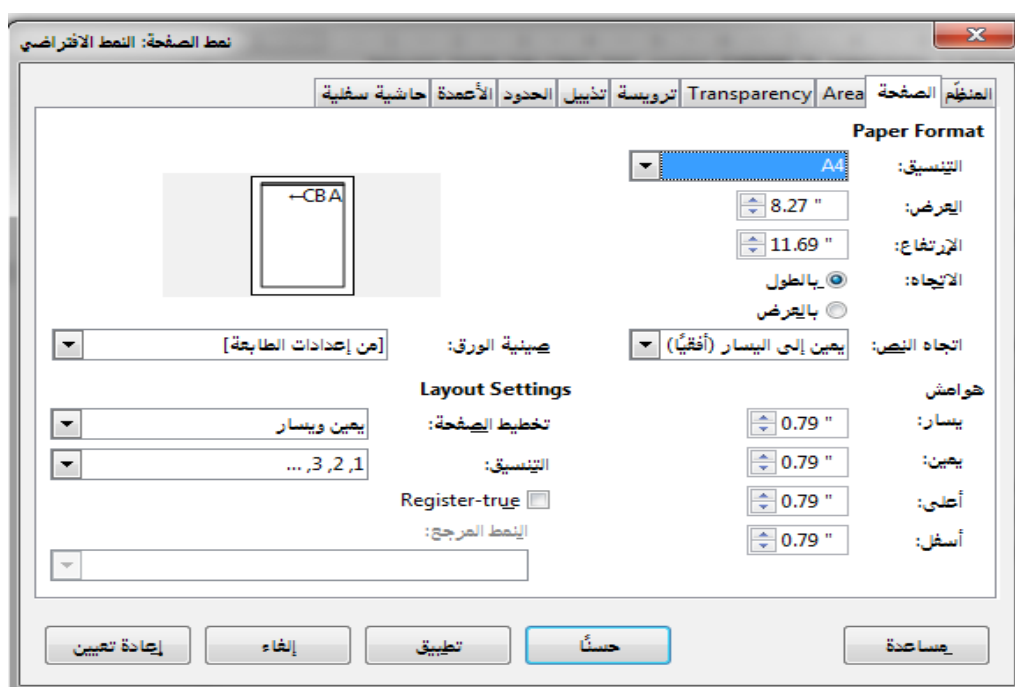 نمط الصفحة: النمط الافتراضي
المنظّم الصفحة Area Transparency ترويسة تذييل الحدود الأعمدة حاشية سفلية
Paper Format
التنسيق: A4
العرض: 8.27 "
الإرتفاع: 11.69 "
الاتجاه: بالطول
بالعرض
←CBA
اتجاه النص: يمين إلى اليسار (أفقيًا) صينية الورق: [من إعدادات الطابعة]
هوامش Layout Settings
يسار: 0.79 " تخطيط الصفحة: يمين ويسار
يمين: 0.79 " التنسيق: 1, 2, 3, ...
أعلى: 0.79 " Register-true
أسفل: 0.79 " النمط المرجع:
مساعدة حسنًا تطبيق إلغاء إعادة تعيين